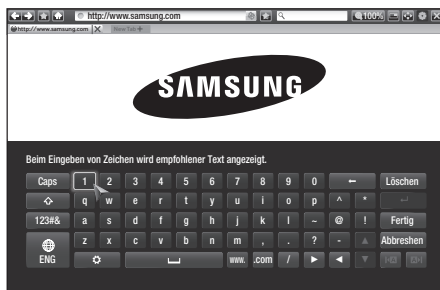 http://www.samsung.com 100%
http://www.samsung.com New Tab
SAMSUNG
Beim Eingeben von Zeichen wird empfohlener Text angezeigt.
Caps 1 2 3 4 5 6 7 8 9 0 ← Löschen
q w e r t y u i o p ^ *
123#& a s d f g h j k l ~ @ ! Fertig
z x c v b n m , . ? - ▲ Abbreshen
ENG www. .com / ► ◄ ▼